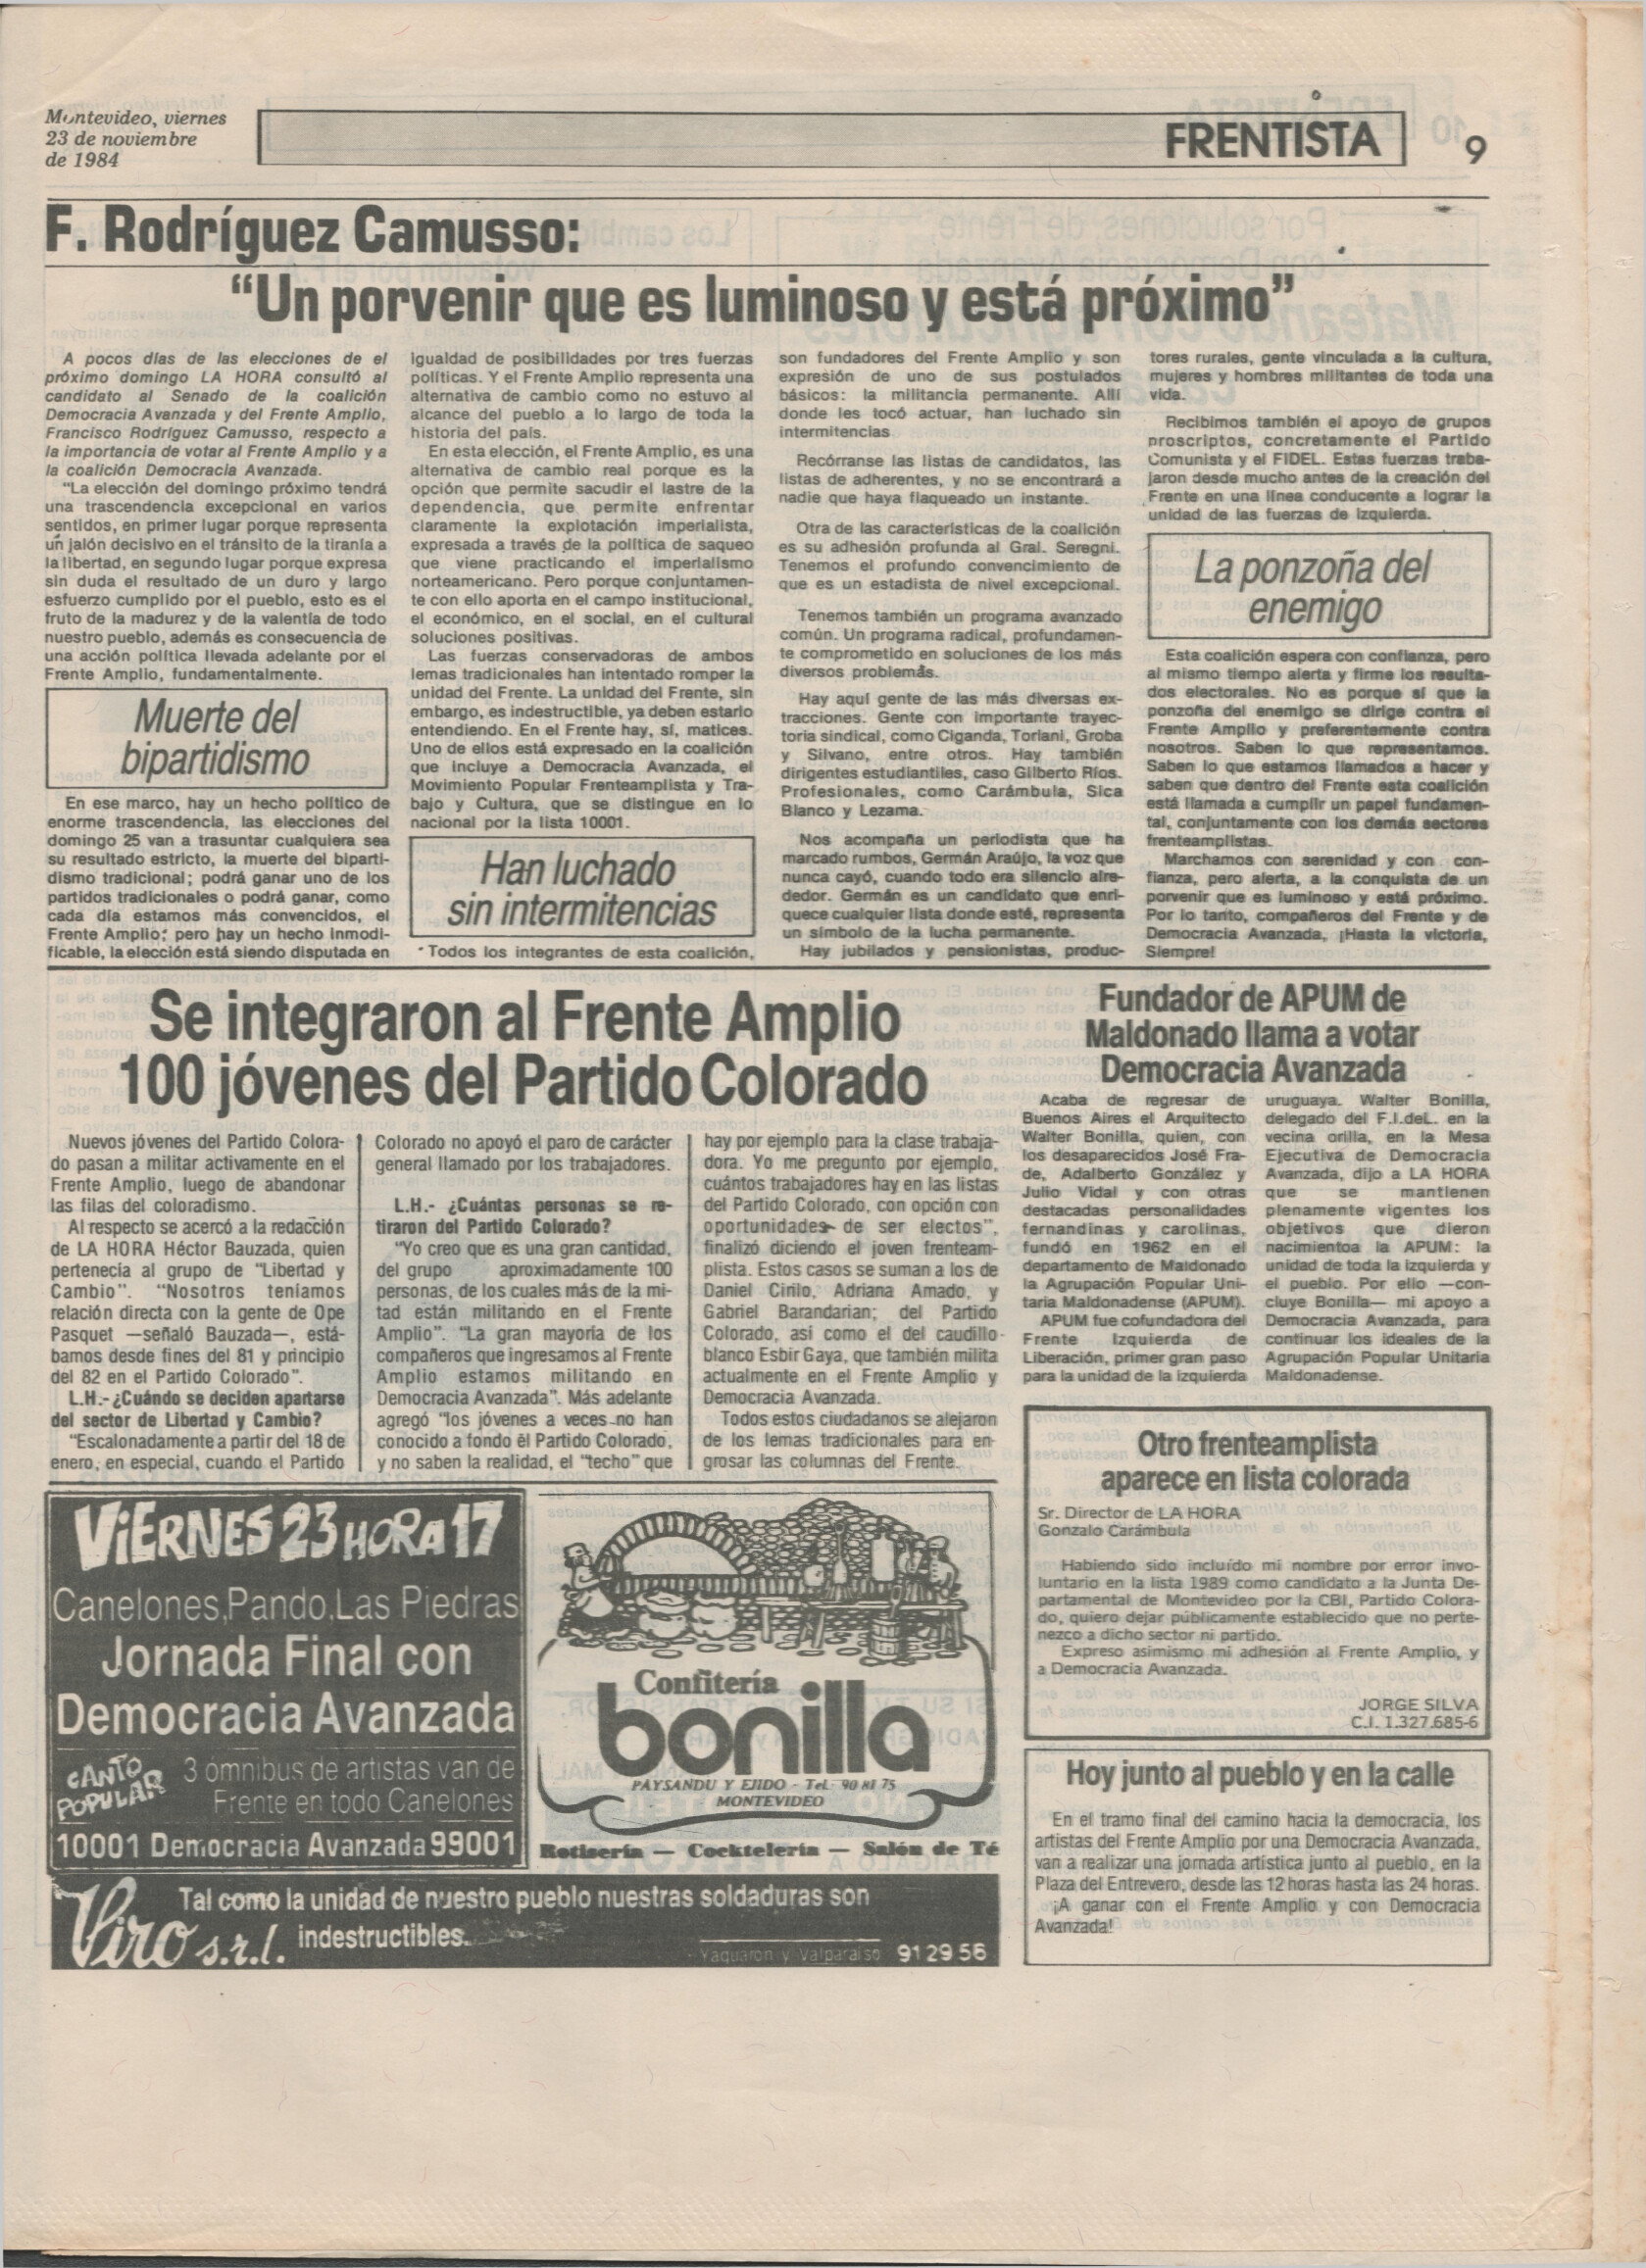 Montevideo, viernes
23 de noviembre
de 1984
FRENTISTA
9
F. Rodríguez Camusso:
“Un porvenir que es luminoso y está próximo”
A pocos días de las elecciones de el
próximo domingo LA HORA consultó al
candidato al Senado de la coalición
Democracia Avanzada y del Frente Amplio,
Francisco Rodríguez Camusso, respecto a
la importancia de votar al Frente Amplio y a
la coalición Democracia Avanzada.
“La elección del domingo próximo tendrá
una trascendencia excepcional en varios
sentidos, en primer lugar porque representa
un jalón decisivo en el tránsito de la tiranía a
la libertad, en segundo lugar porque expresa
sin duda el resultado de un duro y largo
esfuerzo cumplido por el pueblo, esto es el
fruto de la madurez y de la valentía de todo
nuestro pueblo, además es consecuencia de
una acción política llevada adelante por el
Frente Amplio, fundamentalmente.
Muerte del
bipartidismo
En ese marco, hay un hecho político de
enorme trascendencia, las elecciones del
domingo 25 van a trasuntar cualquiera sea
su resultado estricto, la muerte del biparti-
dismo tradicional; podrá ganar uno de los
partidos tradicionales o podrá ganar, como
cada día estamos más convencidos, el
Frente Amplio; pero hay un hecho inmodi-
ficable, la elección está siendo disputada en
igualdad de posibilidades por tres fuerzas
políticas. Y el Frente Amplio representa una
alternativa de cambio como no estuvo al
alcance del pueblo a lo largo de toda la
historia del país.
En esta elección, el Frente Amplio, es una
alternativa de cambio real porque es la
opción que permite sacudir el lastre de la
dependencia, que permite enfrentar
claramente la explotación imperialista,
expresada a través de la política de saqueo
que viene practicando el imperialismo
norteamericano. Pero porque conjuntamen-
te con ello aporta en el campo institucional,
el económico, en el social, en el cultural
soluciones positivas.
Las fuerzas conservadoras de ambos
lemas tradicionales han intentado romper la
unidad del Frente. La unidad del Frente, sin
embargo, es indestructible, ya deben estarlo
entendiendo. En el Frente hay, sí, matices.
Uno de ellos está expresado en la coalición
que incluye a Democracia Avanzada, el
Movimiento Popular Frenteamplista y Tra-
bajo y Cultura, que se distingue en lo
nacional por la lista 10001.
Han luchado
sin intermitencias
Todos los integrantes de esta coalición,
son fundadores del Frente Amplio y son
expresión de uno de sus postulados
básicos: la militancia permanente. Allí
donde les tocó actuar, han luchado sin
intermitencias
Recórranse las listas de candidatos, las
listas de adherentes, y no se encontrará a
nadie que haya flaqueado un instante.
Otra de las características de la coalición
es su adhesión profunda al Gral. Seregni.
Tenemos el profundo convencimiento de
que es un estadista de nivel excepcional.
Tenemos también un programa avanzado
común. Un programa radical, profundamen-
te comprometido en soluciones de los más
diversos problemás.
Hay aquí gente de las más diversas ex-
tracciones. Gente con importante trayec-
toria sindical, como Ciganda, Toriani, Groba
y Silvano, entre otros. Hay también
dirigentes estudiantiles, caso Gilberto Ríos.
Profesionales, como Carámbula, Sica
Blanco y Lezama.
Nos acompaña un periodista que ha
marcado rumbos, Germán Araújo, la voz que
nunca cayó, cuando todo era silencio alre-
dedor. Germán es un candidato que enri-
quece cualquier lista donde esté, representa
un símbolo de la lucha permanente.
Hay jubilados y pensionistas, produc-
tores rurales, gente vinculada a la cultura,
mujeres y hombres militantes de toda una
vida.
Recibimos también el apoyo de grupos
proscriptos, concretamente el Partido
Comunista y el FIDEL. Estas fuerzas traba-
jaron desde mucho antes de la creación del
Frente en una línea conducente a lograr la
unidad de las fuerzas de izquierda.
La ponzoña del
enemigo
Esta coalición espera con confianza, pero
al mismo tiempo alerta y firme los resulta-
dos electorales. No es porque sí que la
ponzoña del enemigo se dirige contra el
Frente Amplio y preferentemente contra
nosotros. Saben lo que representamos.
Saben lo que estamos llamados a hacer y
saben que dentro del Frente esta coalición
está llamada a cumplir un papel fundamen-
tal, conjuntamente con los demás sectores
frenteamplistas.
Marchamos con serenidad y con con-
fianza, pero alerta, a la conquista de un
porvenir que es luminoso y está próximo.
Por lo tanto, compañeros del Frente y de
Democracia Avanzada, ¡Hasta la victoria,
Siempre!
Se integraron al Frente Amplio
100 jóvenes del Partido Colorado
Nuevos jóvenes del Partido Colora-
do pasan a militar activamente en el
Frente Amplio, luego de abandonar
las filas del coloradismo.
Al respecto se acercó a la redacción
de LA HORA Héctor Bauzada, quien
pertenecía al grupo de “Libertad y
Cambio”. “Nosotros teníamos
relación directa con la gente de Ope
Pasquet —señaló Bauzada—, está-
bamos desde fines del 81 y principio
del 82 en el Partido Colorado”.
L.H.- ¿Cuándo se deciden apartarse
del sector de Libertad y Cambio?
“Escalonadamente a partir del 18 de
enero, en especial, cuando el Partido
Colorado no apoyó el paro de carácter
general llamado por los trabajadores.
L.H.- ¿Cuántas personas se re-
tiraron del Partido Colorado?
“Yo creo que es una gran cantidad,
del grupo aproximadamente 100
personas, de los cuales más de la mi-
tad están militando en el Frente
Amplio”. “La gran mayoría de los
compañeros que ingresamos al Frente
Amplio estamos militando en
Democracia Avanzada”. Más adelante
agregó “los jóvenes a veces no han
conocido a fondo él Partido Colorado,
y no saben la realidad, el “techo” que
hay por ejemplo para la clase trabaja-
dora. Yo me pregunto por ejemplo,
cuántos trabajadores hay en las listas
del Partido Colorado, con opción con
oportunidades de ser electos”,
finalizó diciendo el joven frenteam-
plista. Estos casos se suman a los de
Daniel Cirilo, Adriana Amado, y
Gabriel Barandarian; del Partido
Colorado, así como el del caudillo
blanco Esbir Gaya, que también milita
actualmente en el Frente Amplio y
Democracia Avanzada.
Todos estos ciudadanos se alejaron
de los lemas tradicionales para en-
grosar las columnas del Frente.
Fundador de APUM de
Maldonado llama a votar
Democracia Avanzada
Acaba de regresar de
Buenos Aires el Arquitecto
Walter Bonilla, quien, con
los desaparecidos José Fra-
de, Adalberto González y
Julio Vidal y con otras
destacadas personalidades
fernandinas y carolinas,
fundó en 1962 en el
departamento de Maldonado
la Agrupación Popular Uni-
taria Maldonadense (APUM).
APUM fue cofundadora del
Frente Izquierda de
Liberación, primer gran paso
para la unidad de la izquierda
uruguaya. Walter Bonilla,
delegado del F.I.deL. en la
vecina orilla, en la Mesa
Ejecutiva de Democracia
Avanzada, dijo a LA HORA
que se mantienen
plenamente vigentes los
objetivos que dieron
nacimientoa la APUM: la
unidad de toda la izquierda y
el pueblo. Por ello —con-
cluye Bonilla— mi apoyo a
Democracia Avanzada, para
continuar los ideales de la
Agrupación Popular Unitaria
Maldonadense.
Otro frenteamplista
aparece en lista colorada
Sr. Director de LA HORA
Gonzalo Carámbula
Habiendo sido incluído mi nombre por error invo-
luntario en la lista 1989 como candidato a la Junta De-
partamental de Montevideo por la CBI, Partido Colora-
do, quiero dejar públicamente establecido que no perte-
nezco a dicho sector ni partido.
Expreso asimismo mi adhesión al Frente Amplio, y
a Democracia Avanzada.
JORGE SILVA
C.I. 1.327.685-6
Hoy junto al pueblo y en la calle
En el tramo final del camino hacia la democracia, los
artistas del Frente Amplio por una Democracia Avanzada,
van a realizar una jornada artística junto al pueblo, en la
Plaza del Entrevero, desde las 12 horas hasta las 24 horas.
¡A ganar con el Frente Amplio y con Democracia
Avanzada!
VIERNES 23 HORA 17
Canelones, Pando, Las Piedras
Jornada Final con
Democracia Avanzada
CANTO
POPULAR
3 ómnibus de artistas van de
Frente en todo Canelones
10001 Democracia Avanzada 99001
Confitería
bonilla
PAYSANDU Y EJIDO - Tel. 90 81 75
MONTEVIDEO
Rotisería — Cocktelería — Salón de Té
Viro s.r.l.
Tal como la unidad de nuestro pueblo nuestras soldaduras son
indestructibles.
Yaguarón y Valparaíso 91 29 56